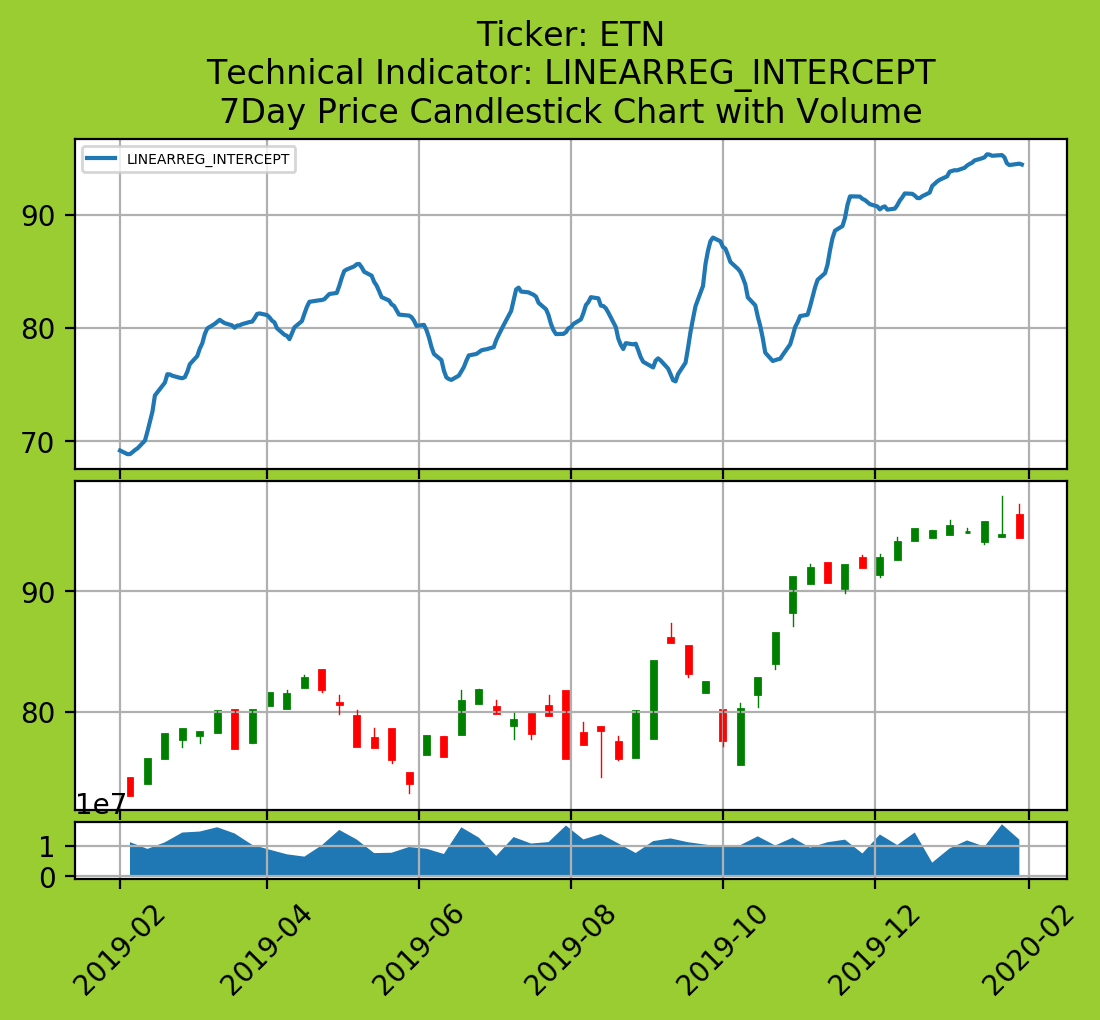 Ticker: ETN
Technical Indicator: LINEARREG_INTERCEPT
7Day Price Candlestick Chart with Volume
LINEARREG_INTERCEPT
90
80
70
90
80
1e7
1
0
2019-02
2019-04
2019-06
2019-08
2019-10
2019-12
2020-02